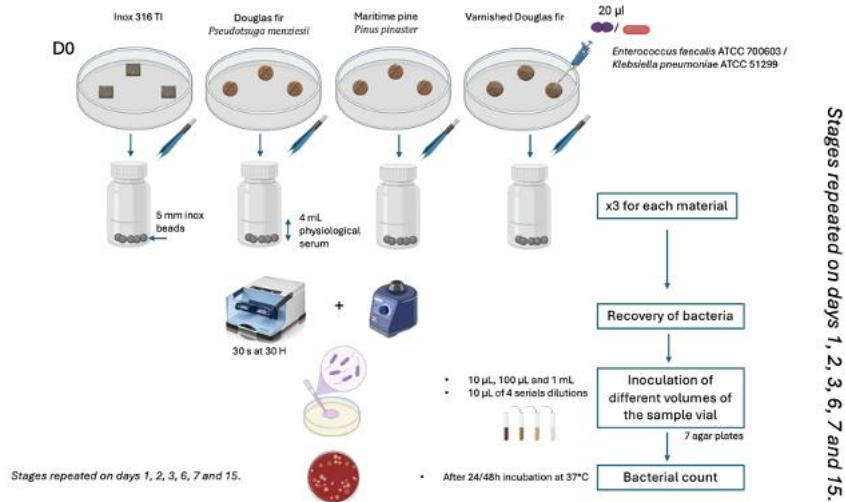 Inox 316 TI
Douglas fir
Pseudotsuga menziesii
Maritime pine
Pinus pinaster
Varnished Douglas fir
20 µl
/
D0
Enterococcus faecalis ATCC 700603 /
Klebsiella pneumoniae ATCC 51299
5 mm inox
beads
4 mL
physiological
serum
x3 for each material
+
30 s at 30 H
Recovery of bacteria
• 10 µL, 100 µL and 1 mL
• 10 µL of 4 serials dilutions
Inoculation of
different volumes of
the sample vial
7 agar plates
Stages repeated on days 1, 2, 3, 6, 7 and 15.
• After 24/48h incubation at 37°C
Bacterial count
Stages repeated on days 1, 2, 3, 6, 7 and 15.